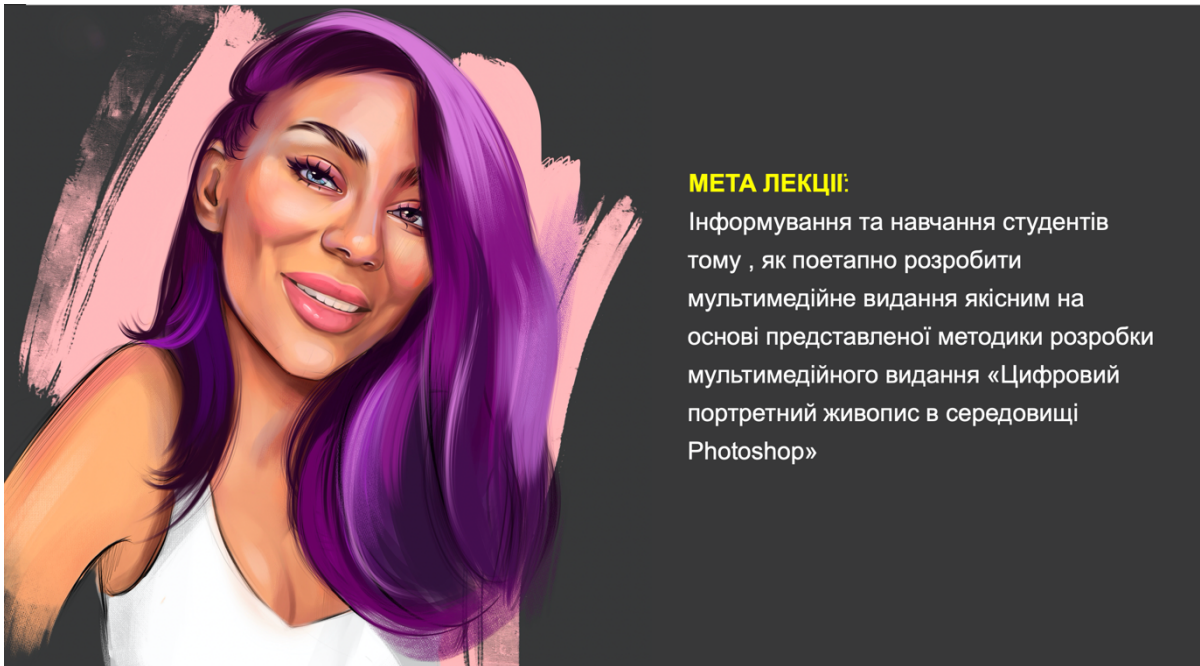 МЕТА ЛЕКЦІЇ:
Інформування та навчання студентів
тому , як поетапно розробити
мультимедійне видання якісним на
основі представленої методики розробки
мультимедійного видання «Цифровий
портретний живопис в середовищі
Photoshop»